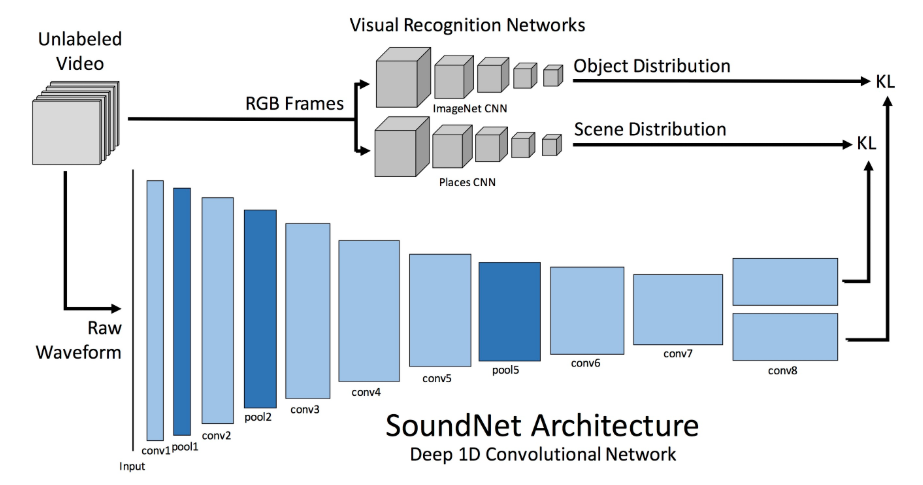 Visual Recognition Networks
Unlabeled
Video
RGB Frames
ImageNet CNN
Object Distribution
KL
Places CNN
Scene Distribution
KL
Raw
Waveform
Input
conv1
pool1
conv2
pool2
conv3
conv4
conv5
pool5
conv6
conv7
conv8
SoundNet Architecture
Deep 1D Convolutional Network